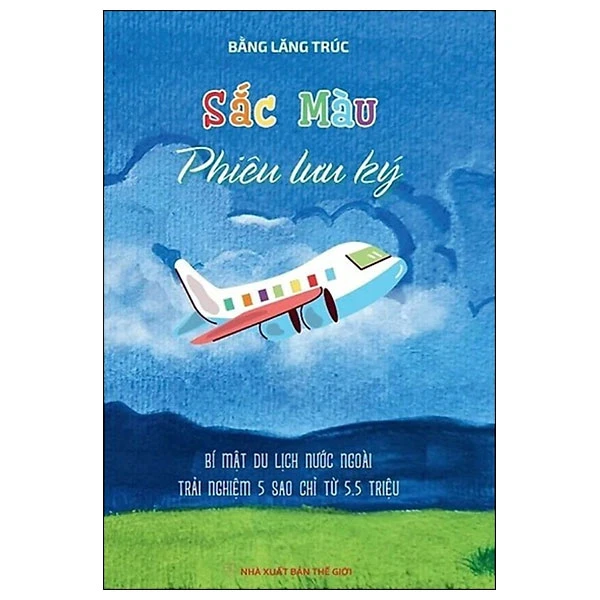 BẰNG LĂNG TRÚC
Sắc Màu
Phiêu lưu ký
BÍ MẬT DU LỊCH NƯỚC NGOÀI
TRẢI NGHIỆM 5 SAO CHỈ TỪ 5.5 TRIỆU
NHÀ XUẤT BẢN THẾ GIỚI